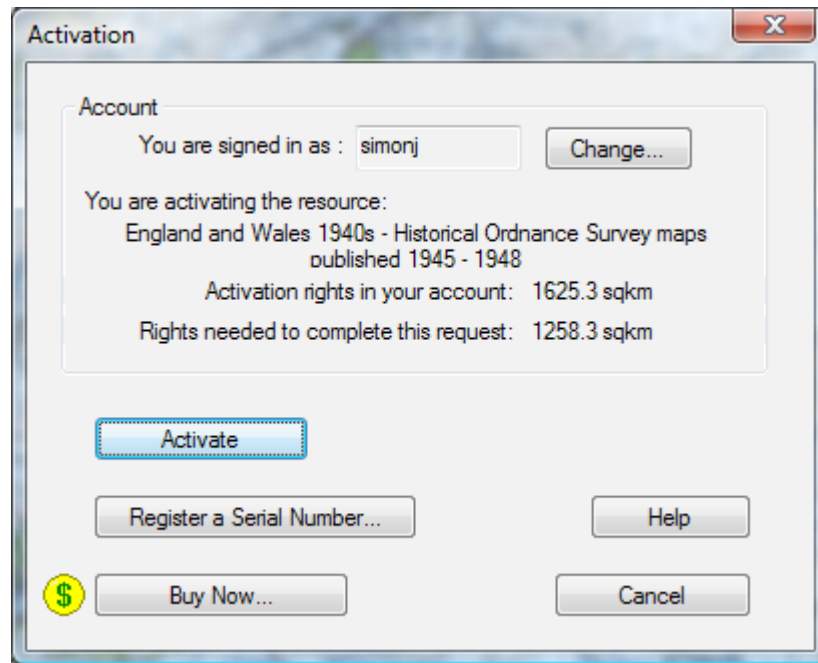 Activation
Account
You are signed in as : simonj Change...
You are activating the resource:
England and Wales 1940s - Historical Ordnance Survey maps
published 1945 - 1948
Activation rights in your account: 1625.3 sqkm
Rights needed to complete this request: 1258.3 sqkm
Activate
Register a Serial Number... Help
$ Buy Now... Cancel